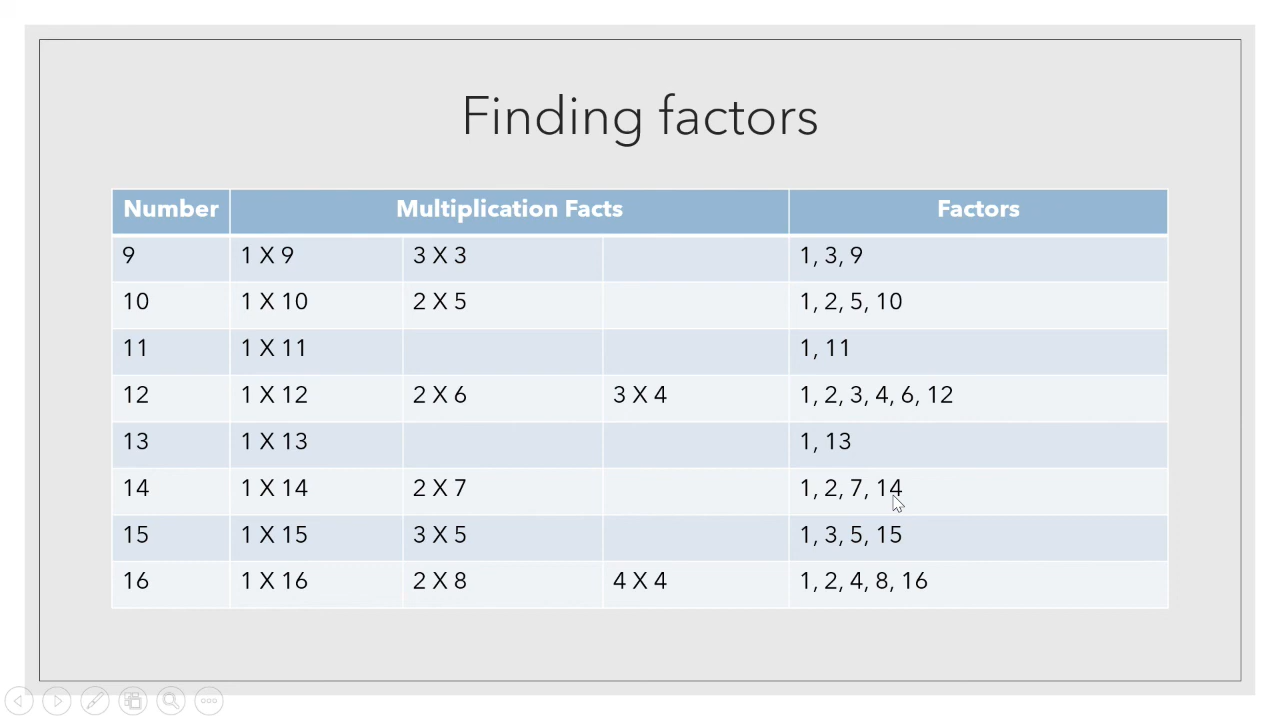 Finding factors
Number Multiplication Facts Factors
9 1 X 9 3 X 3 1, 3, 9
10 1 X 10 2 X 5 1, 2, 5, 10
11 1 X 11 1, 11
12 1 X 12 2 X 6 3 X 4 1, 2, 3, 4, 6, 12
13 1 X 13 1, 13
14 1 X 14 2 X 7 1, 2, 7, 14
15 1 X 15 3 X 5 1, 3, 5, 15
16 1 X 16 2 X 8 4 X 4 1, 2, 4, 8, 16